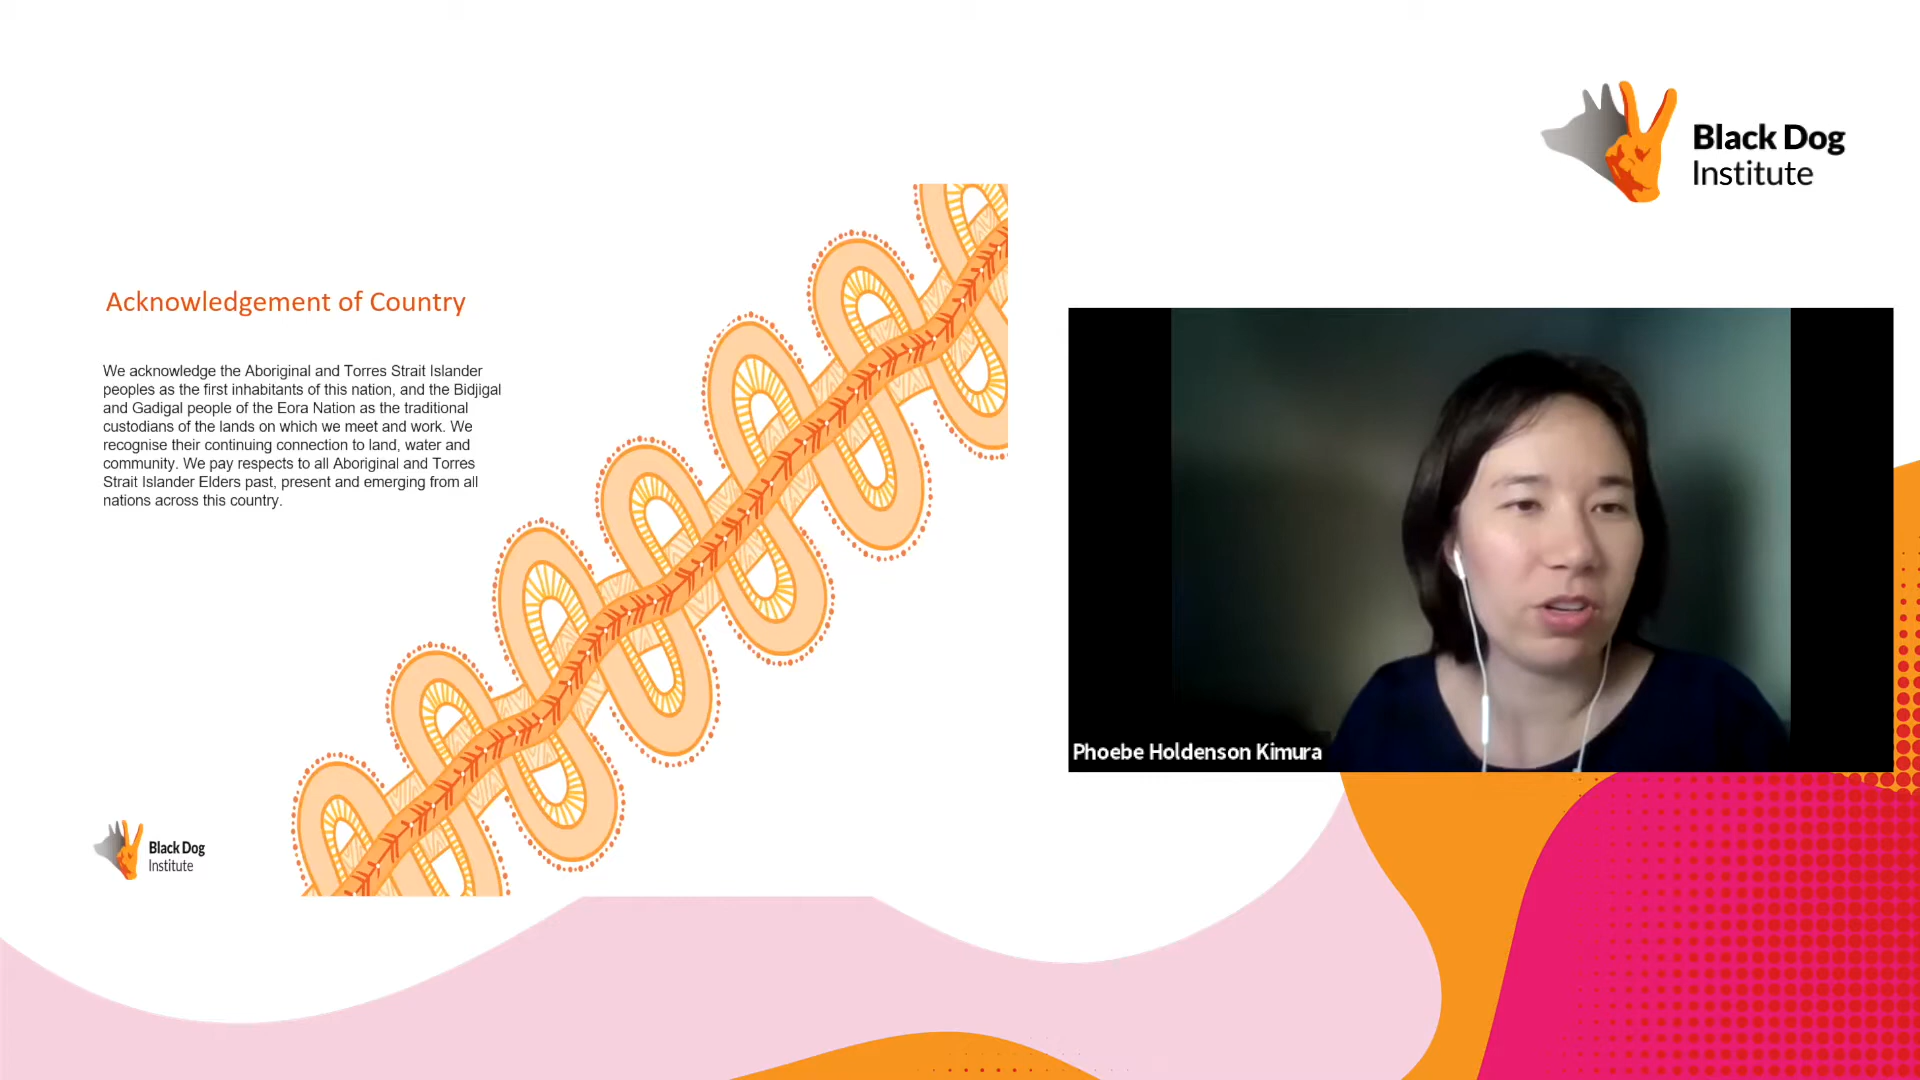 Black Dog
Institute
Acknowledgement of Country
We acknowledge the Aboriginal and Torres Strait Islander
peoples as the first inhabitants of this nation, and the Bidjigal
and Gadigal people of the Eora Nation as the traditional
custodians of the lands on which we meet and work. We
recognise their continuing connection to land, water and
community. We pay respects to all Aboriginal and Torres
Strait Islander Elders past, present and emerging from all
nations across this country.
Phoebe Holdenson Kimura
Black Dog
Institute